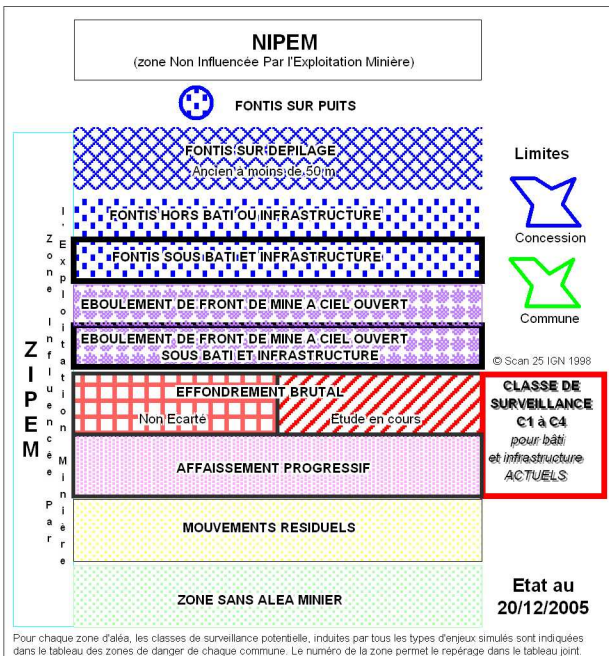 NIPEM
(zone Non Influencée Par l'Exploitation Minière)
FONTIS SUR PUITS
FONTIS SUR DEPILAGE
Ancien à moins de 50 m
FONTIS HORS BATI OU INFRASTRUCTURE
FONTIS SOUS BATI ET INFRASTRUCTURE
EBOULEMENT DE FRONT DE MINE A CIEL OUVERT
EBOULEMENT DE FRONT DE MINE A CIEL OUVERT
SOUS BATI ET INFRASTRUCTURE
EFFONDREMENT BRUTAL
Non Ecarté
Etude en cours
AFFAISSEMENT PROGRESSIF
MOUVEMENTS RESIDUELS
ZONE SANS ALEA MINIER
ZIPEM
Zone Influencée Par
l'Exploitation Minière
Limites
Concession
Commune
© Scan 25 IGN 1998
CLASSE DE
SURVEILLANCE
C1 à C4
pour bâti
et infrastructure
ACTUELS
Etat au
20/12/2005
Pour chaque zone d'aléa, les classes de surveillance potentielle, induites par tous les types d'enjeux simulés sont indiquées
dans le tableau des zones de danger de chaque commune. Le numéro de la zone permet le repérage dans le tableau joint.